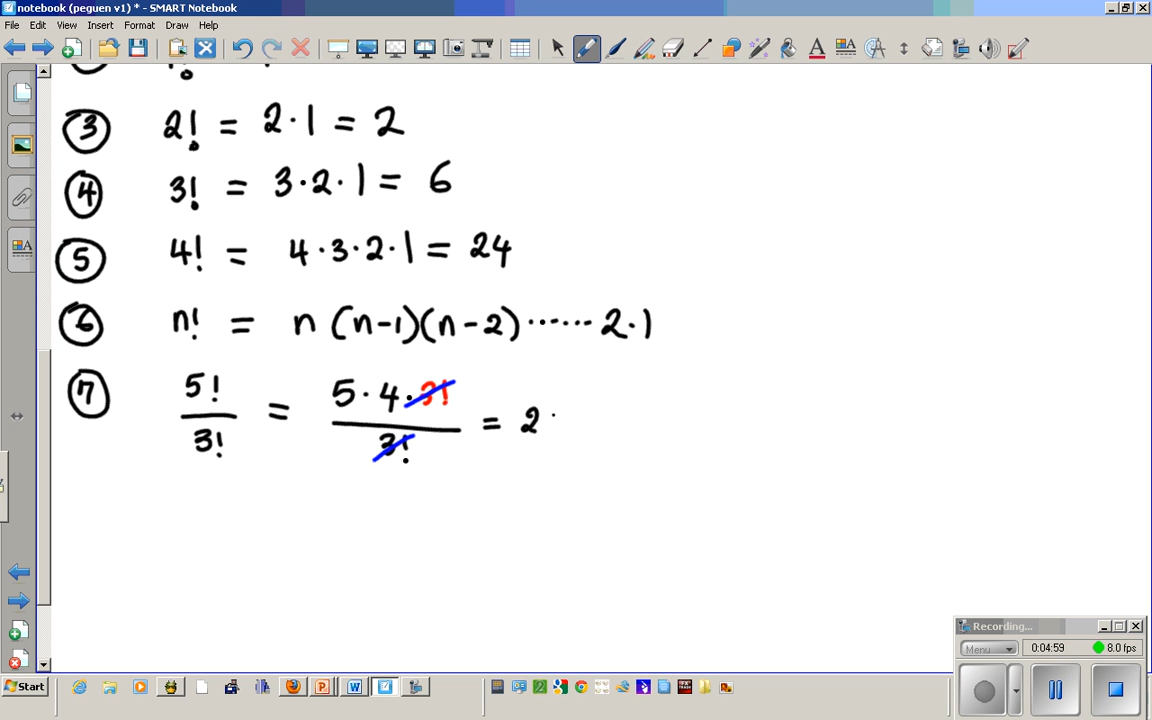 notebook (peguen v1) * - SMART Notebook
File Edit View Insert Format Draw Help
③ 2! = 2·1 = 2
④ 3! = 3·2·1 = 6
⑤ 4! = 4·3·2·1 = 24
⑥ n! = n (n-1)(n-2)······ 2·1
⑦ 5!/3! = 5·4·3!/3! = 2
Recording...
Menu 0:04:59 8.0 fps
Start